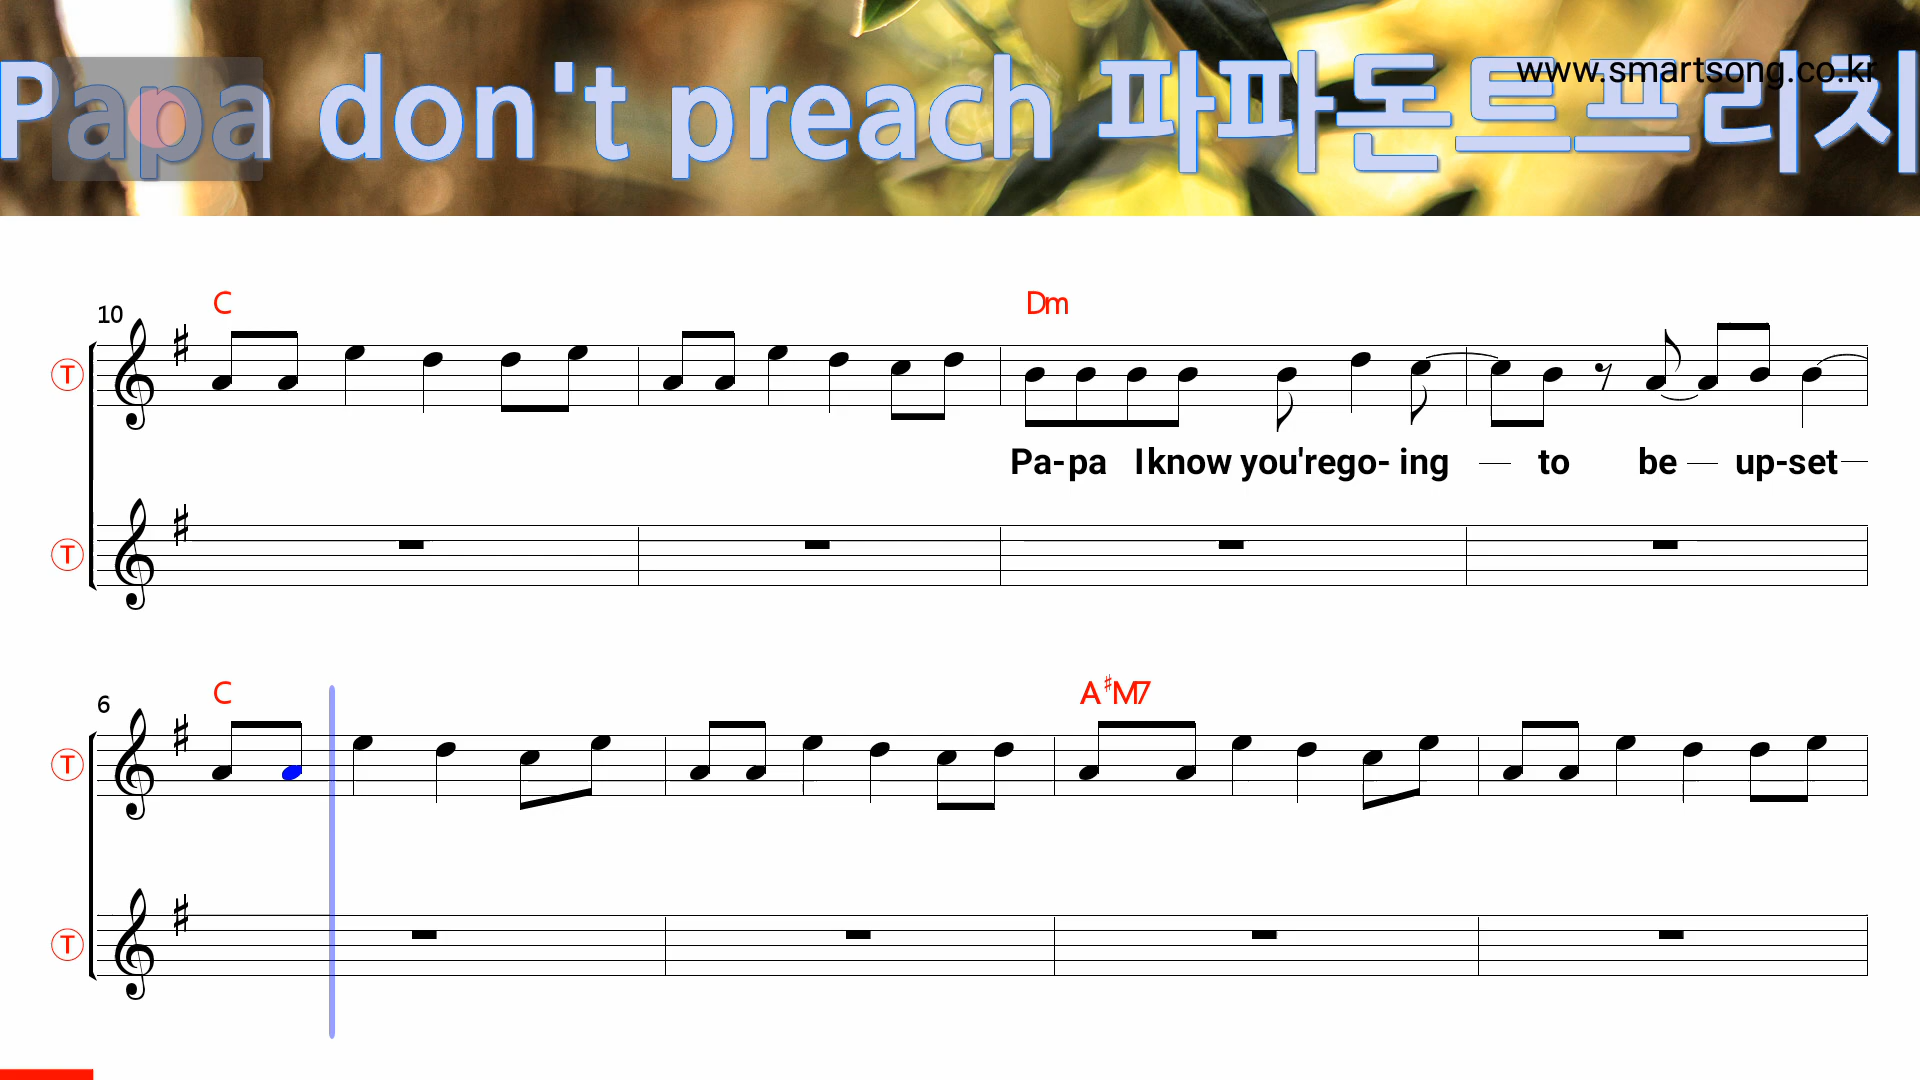 Papa don't preach 파파돈트프리치
www.smartsong.co.kr
10
C Dm
T
Pa-pa I know you're go- ing to be up-set
T
6
C A♯M7
T
T